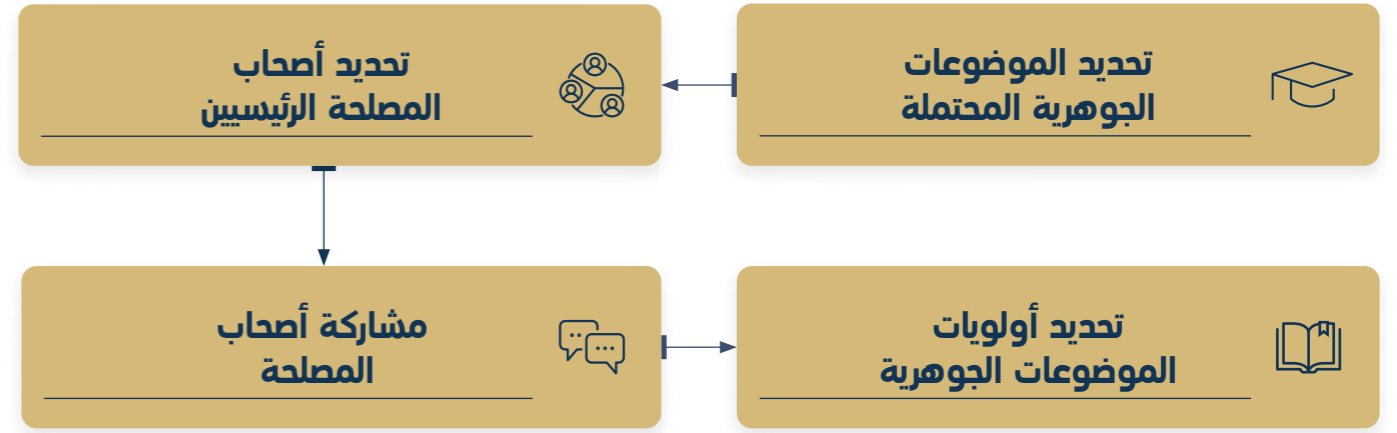 تحديد الموضوعات
الجوهرية المحتملة
تحديد أصحاب
المصلحة الرئيسيين
مشاركة أصحاب
المصلحة
تحديد أولويات
الموضوعات الجوهرية